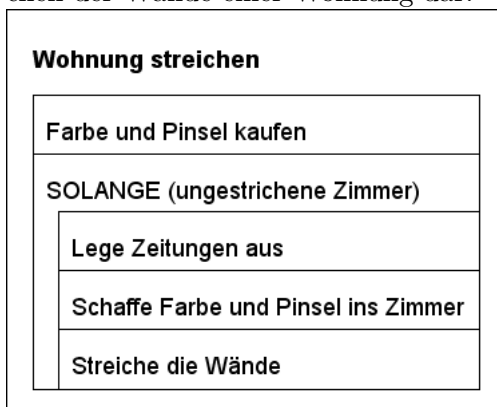 Wohnung streichen
Farbe und Pinsel kaufen
SOLANGE (ungestrichene Zimmer)
Lege Zeitungen aus
Schaffe Farbe und Pinsel ins Zimmer
Streiche die Wände